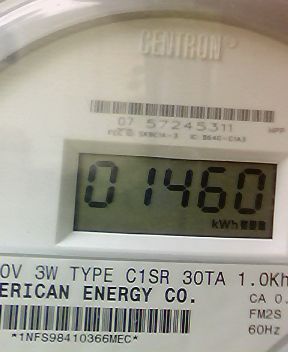 CENTRON®
07 57245311
01460
kWh
0V 3W TYPE C1SR 30TA 1.0Kh
ERICAN ENERGY CO.
CA 0.
FM2S
60Hz
*1NFS98410366MEC*